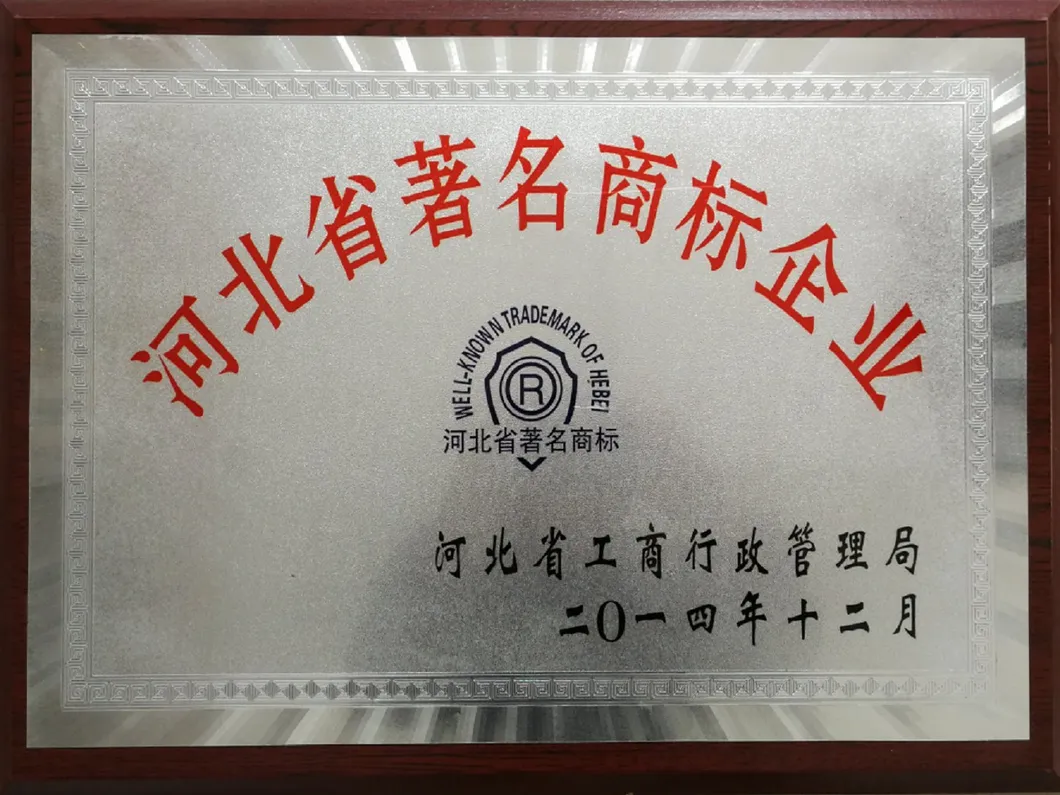 河北省著名商标企业
WELL-KNOWN TRADEMARK OF HEBEI
R
河北省著名商标
河北省工商行政管理局
二〇一四年十二月